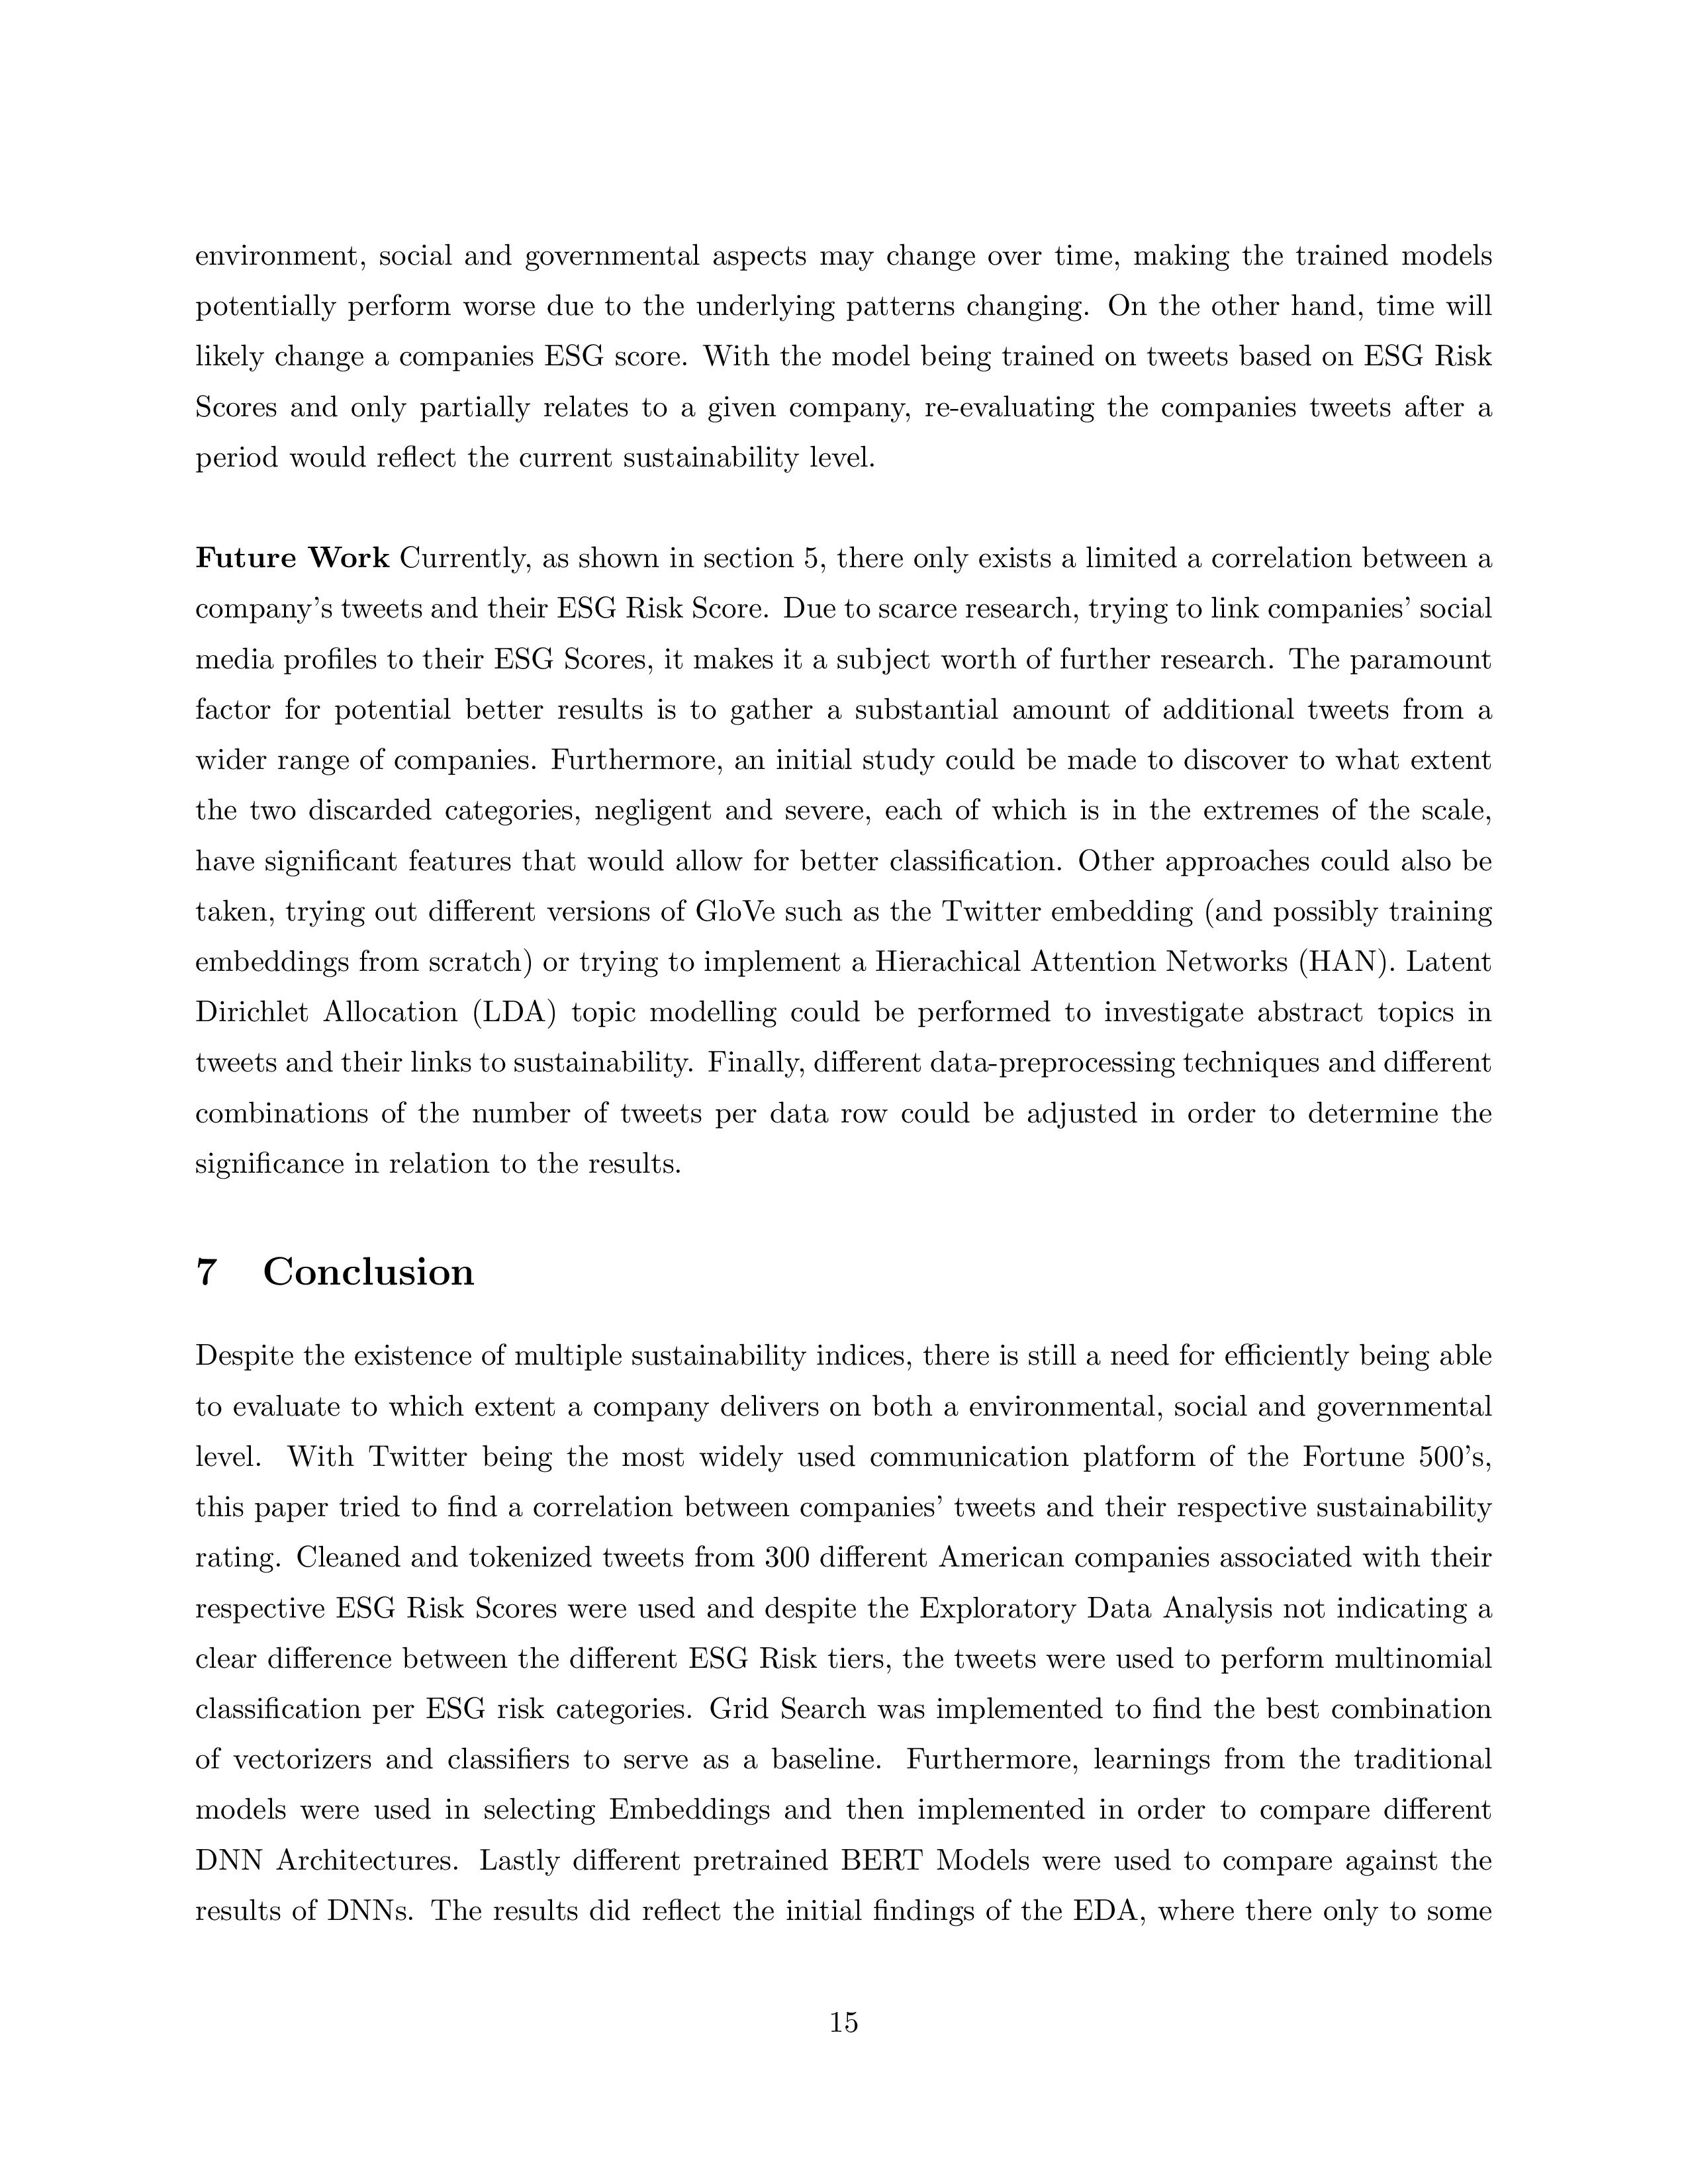 environment, social and governmental aspects may change over time, making the trained models
potentially perform worse due to the underlying patterns changing. On the other hand, time will
likely change a companies ESG score. With the model being trained on tweets based on ESG Risk
Scores and only partially relates to a given company, re-evaluating the companies tweets after a
period would reflect the current sustainability level.
Future Work Currently, as shown in section 5, there only exists a limited a correlation between a
company's tweets and their ESG Risk Score. Due to scarce research, trying to link companies' social
media profiles to their ESG Scores, it makes it a subject worth of further research. The paramount
factor for potential better results is to gather a substantial amount of additional tweets from a
wider range of companies. Furthermore, an initial study could be made to discover to what extent
the two discarded categories, negligent and severe, each of which is in the extremes of the scale,
have significant features that would allow for better classification. Other approaches could also be
taken, trying out different versions of GloVe such as the Twitter embedding (and possibly training
embeddings from scratch) or trying to implement a Hierachical Attention Networks (HAN). Latent
Dirichlet Allocation (LDA) topic modelling could be performed to investigate abstract topics in
tweets and their links to sustainability. Finally, different data-preprocessing techniques and different
combinations of the number of tweets per data row could be adjusted in order to determine the
significance in relation to the results.
7 Conclusion
Despite the existence of multiple sustainability indices, there is still a need for efficiently being able
to evaluate to which extent a company delivers on both a environmental, social and governmental
level. With Twitter being the most widely used communication platform of the Fortune 500's,
this paper tried to find a correlation between companies' tweets and their respective sustainability
rating. Cleaned and tokenized tweets from 300 different American companies associated with their
respective ESG Risk Scores were used and despite the Exploratory Data Analysis not indicating a
clear difference between the different ESG Risk tiers, the tweets were used to perform multinomial
classification per ESG risk categories. Grid Search was implemented to find the best combination
of vectorizers and classifiers to serve as a baseline. Furthermore, learnings from the traditional
models were used in selecting Embeddings and then implemented in order to compare different
DNN Architectures. Lastly different pretrained BERT Models were used to compare against the
results of DNNs. The results did reflect the initial findings of the EDA, where there only to some
15